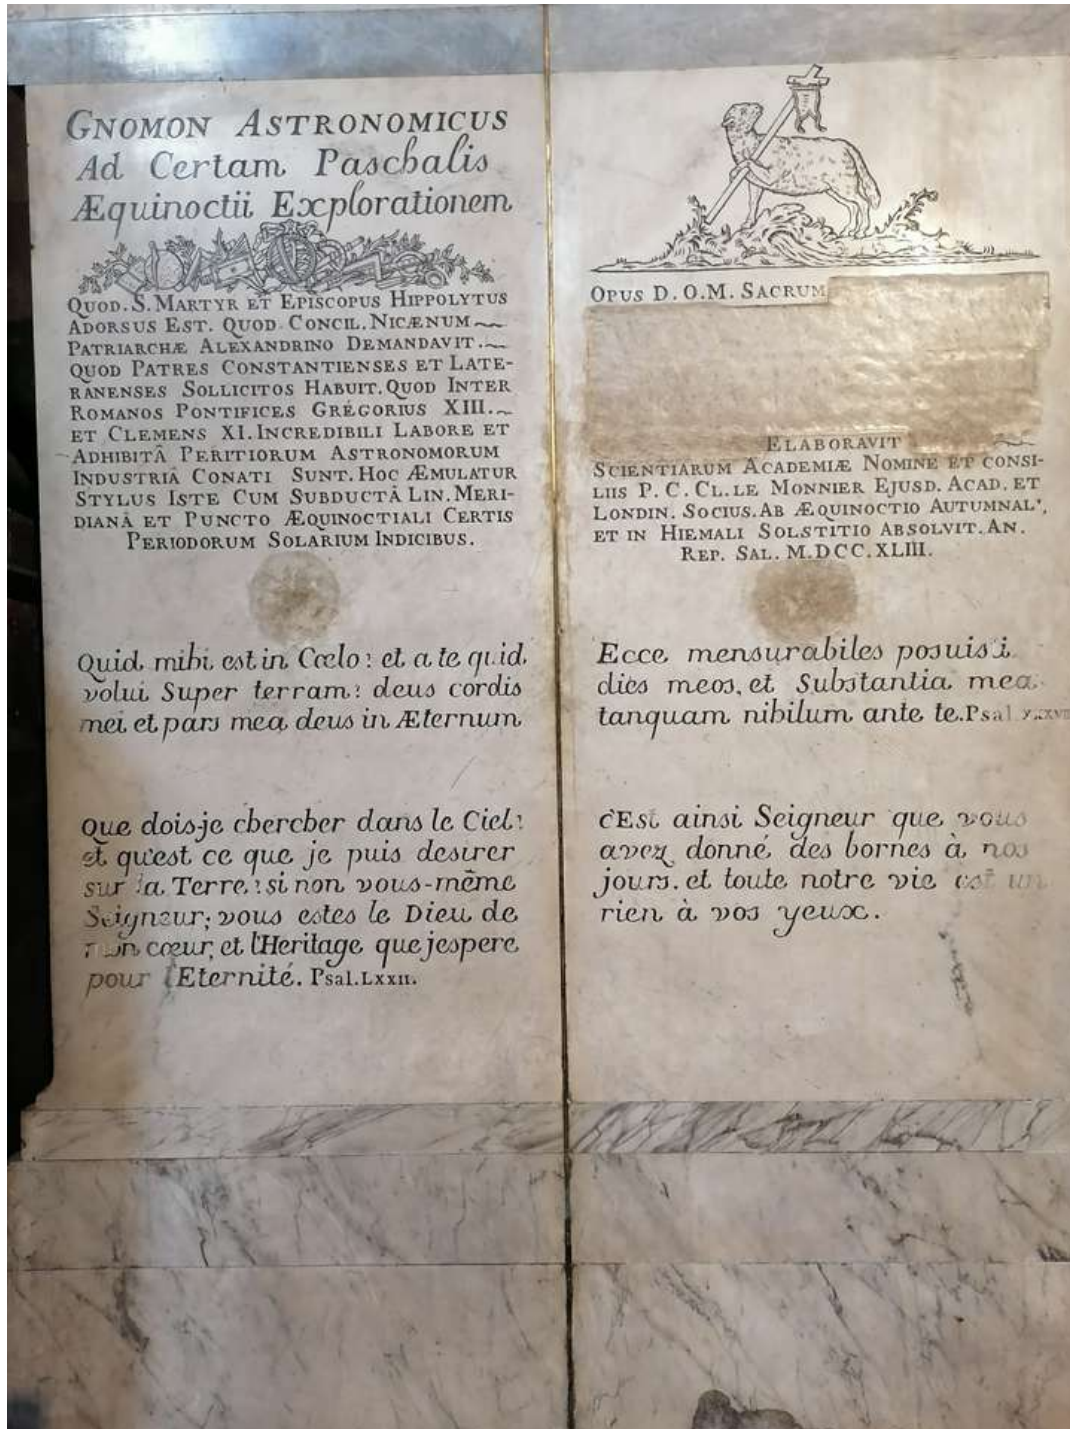 GNOMON ASTRONOMICUS
Ad Certam Paschalis
Æquinoctii Explorationem
QUOD. S. MARTYR ET EPISCOPUS HIPPOLYTUS
ADORSUS EST. QUOD CONCIL. NICÆNUM
PATRIARCHÆ ALEXANDRINO DEMANDAVIT.
QUOD PATRES CONSTANTIENSES ET LATE-
RANENSES SOLLICITOS HABUIT. QUOD INTER
ROMANOS PONTIFICES GRÉGORIUS XIII.
ET CLEMENS XI. INCREDIBILI LABORE ET
ADHIBITÂ PERITIORUM ASTRONOMORUM
INDUSTRIÂ CONATI SUNT. HOC ÆMULATUR
STYLUS ISTE CUM SUBDUCTÂ LIN. MERI-
DIANÂ ET PUNCTO ÆQUINOCTIALI CERTIS
PERIODORUM SOLARIUM INDICIBUS.
Quid mihi est in Cœlo? et a te quid
volui Super terram? deus cordis
mei et pars mea deus in Æternum
Que dois-je chercher dans le Ciel?
et qu'est ce que je puis desirer
sur la Terre? si non vous-même
Seigneur; vous estes le Dieu de
mon cœur, et l'Heritage que jespere
pour l'Eternité. Psal. LXXII.
OPUS D. O. M. SACRUM
ELABORAVIT
SCIENTIARUM ACADEMIÆ NOMINE ET CONSI-
LIIS P. C. CL. LE MONNIER EJUSD. ACAD. ET
LONDIN. SOCIUS. AB ÆQUINOCTIO AUTUMNAL',
ET IN HIEMALI SOLSTITIO ABSOLVIT. AN.
REP. SAL. M.DCC.XLIII.
Ecce mensurabiles posuisti
dies meos, et Substantia mea
tanquam nihilum ante te. Psal
c'Est ainsi Seigneur que vous
avez donné des bornes à nos
jours. et toute notre vie est un
rien à vos yeux.